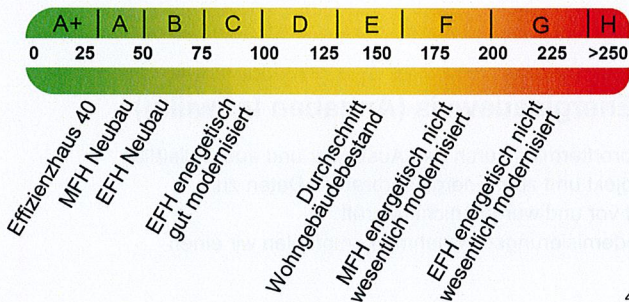 A+ A B C D E F G H
0 25 50 75 100 125 150 175 200 225 >250
Effizienzhaus 40
MFH Neubau
EFH Neubau
EFH energetisch
gut modernisiert
Durchschnitt
Wohngebäudebestand
MFH energetisch nicht
wesentlich modernisiert
EFH energetisch nicht
wesentlich modernisiert